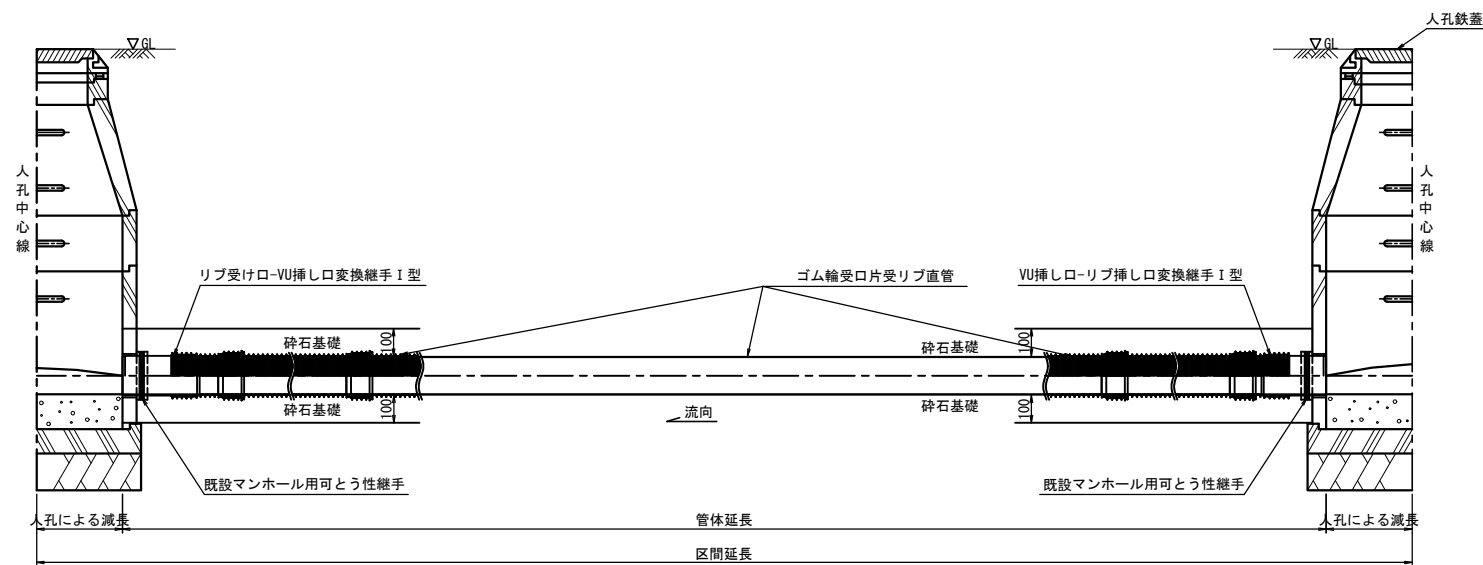 人孔鉄蓋
GL
GL
人孔中心線
人孔中心線
リブ受け口-VU挿し口変換継手Ⅰ型
ゴム輪受口片受リブ直管
VU挿し口-リブ挿し口変換継手Ⅰ型
砕石基礎
100
砕石基礎
100
砕石基礎
100
流向
砕石基礎
100
既設マンホール用可とう性継手
既設マンホール用可とう性継手
人孔による減長
管体延長
人孔による減長
区間延長